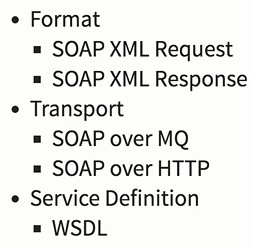 • Format
▪ SOAP XML Request
▪ SOAP XML Response
• Transport
▪ SOAP over MQ
▪ SOAP over HTTP
• Service Definition
▪ WSDL